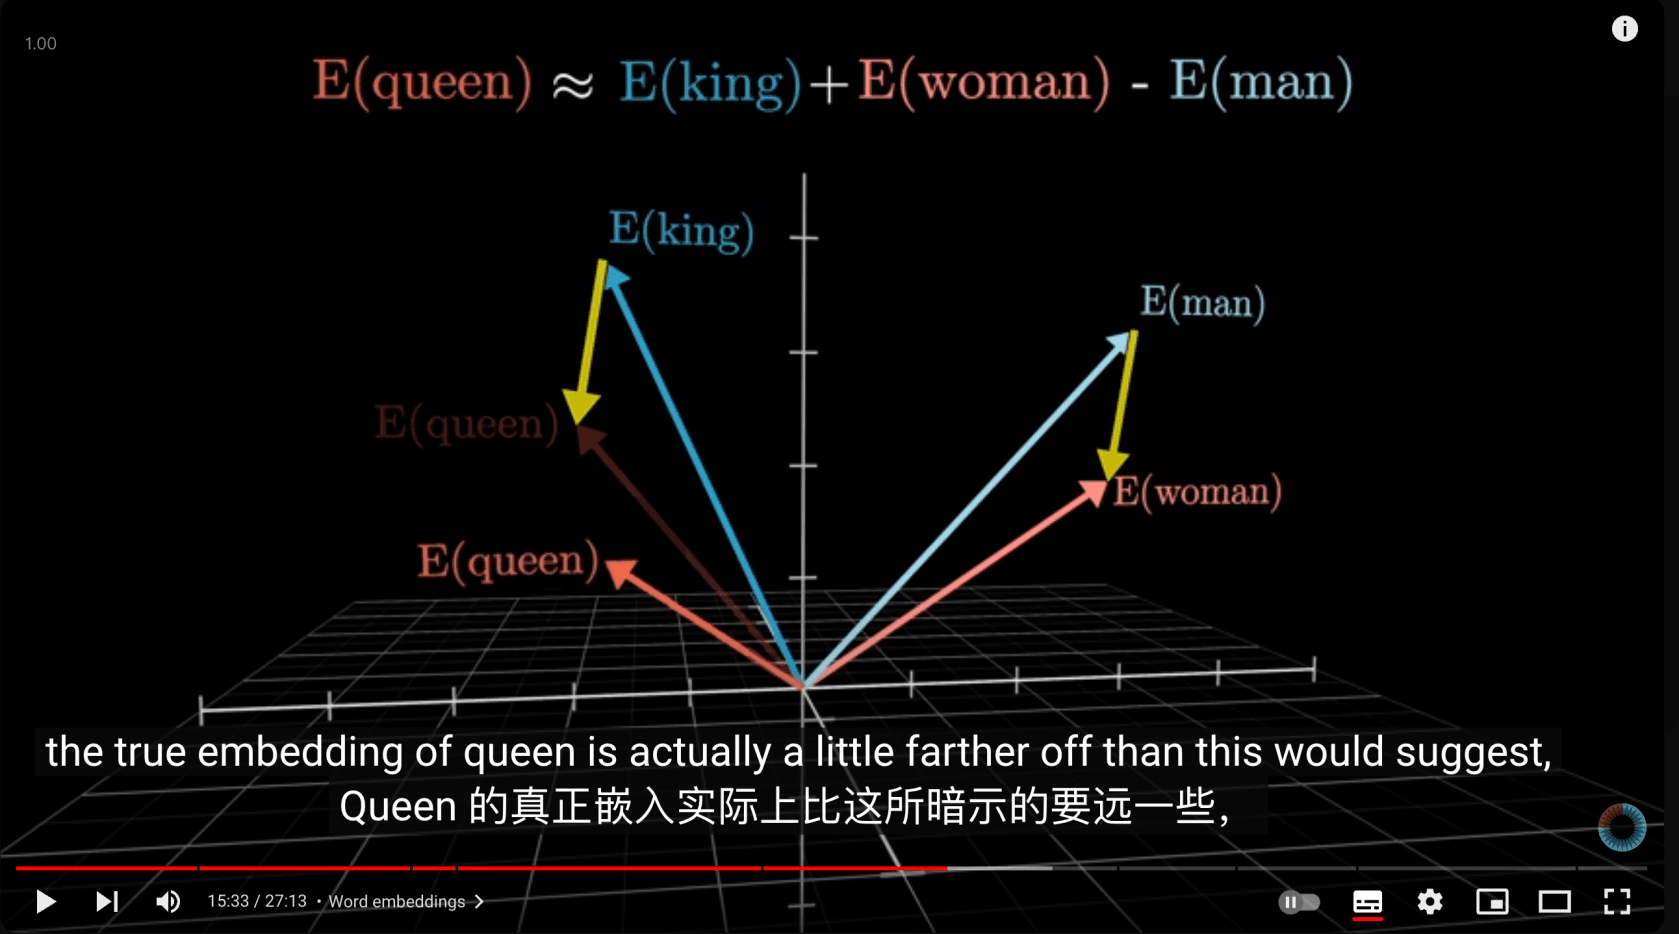 1.00
E(queen) ≈ E(king)+E(woman) - E(man)
E(king)
E(man)
E(queen)
E(woman)
E(queen)
the true embedding of queen is actually a little farther off than this would suggest,
Queen 的真正嵌入实际上比这所暗示的要远一些，
15:33 / 27:13 • Word embeddings